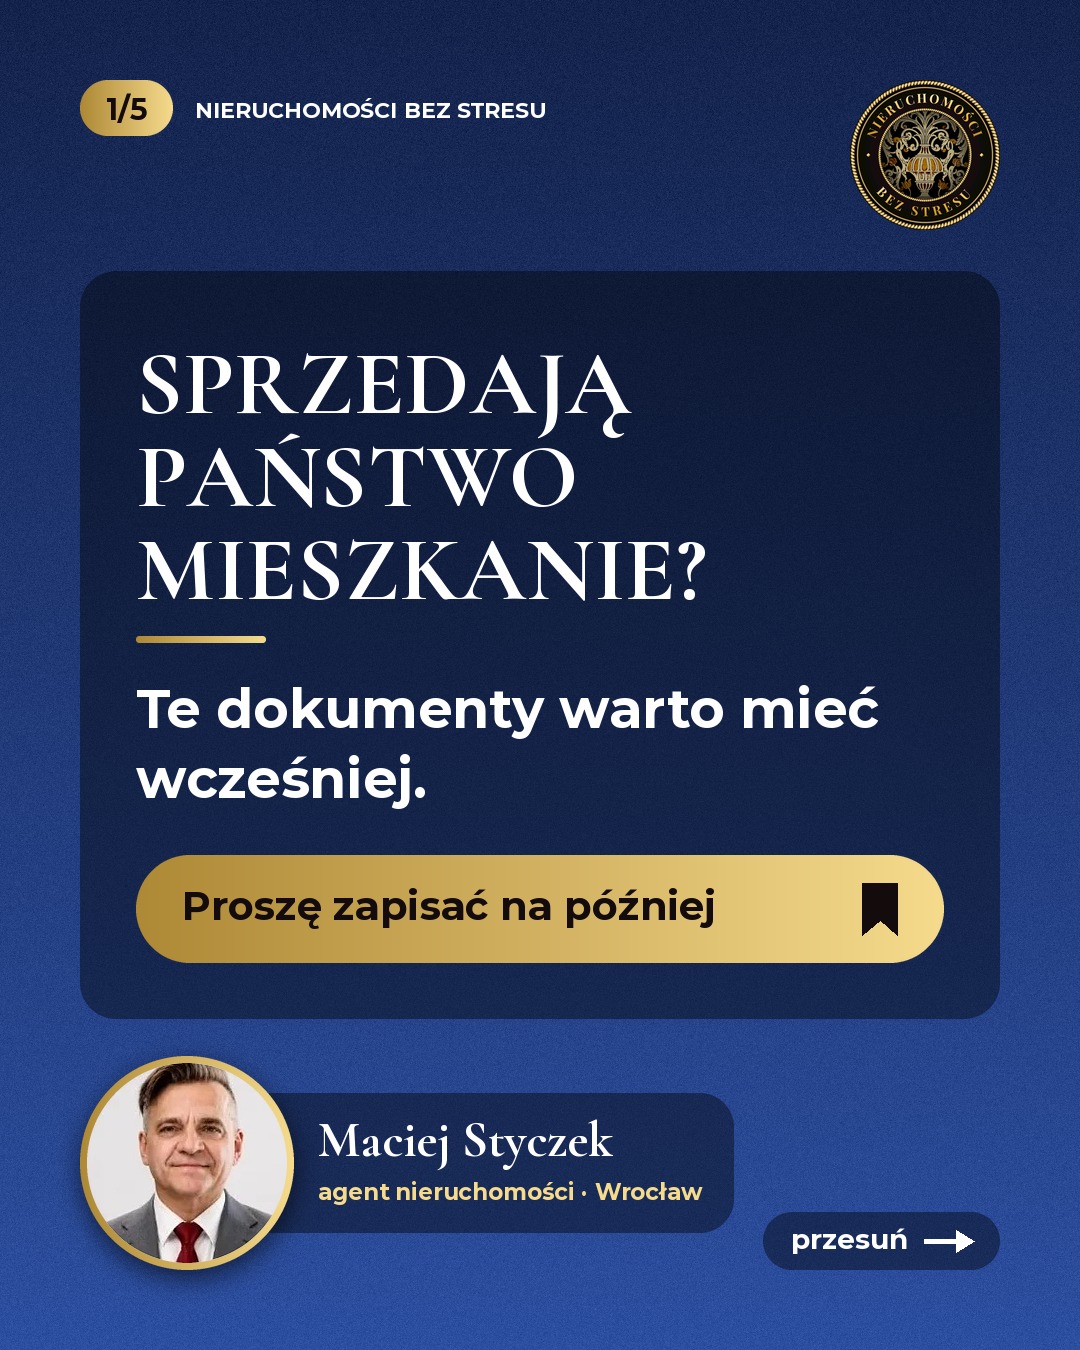 1/5
NIERUCHOMOŚCI BEZ STRESU
NIERUCHOMOŚCI
BEZ STRESU
SPRZEDAJĄ
PAŃSTWO
MIESZKANIE?
Te dokumenty warto mieć
wcześniej.
Proszę zapisać na później
Maciej Styczek
agent nieruchomości · Wrocław
przesuń